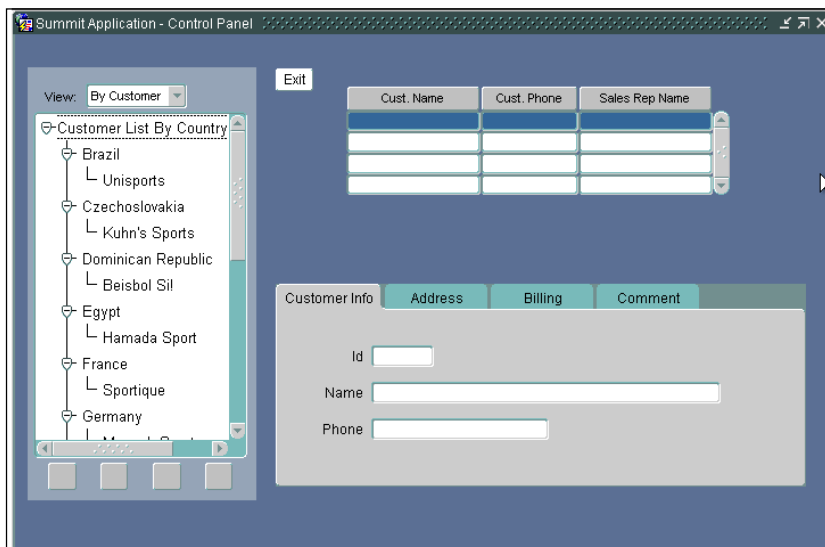 Summit Application - Control Panel
View: By Customer
Customer List By Country
Brazil
Unisports
Czechoslovakia
Kuhn's Sports
Dominican Republic
Beisbol Si!
Egypt
Hamada Sport
France
Sportique
Germany
Exit
Cust. Name Cust. Phone Sales Rep Name
Customer Info Address Billing Comment
Id
Name
Phone